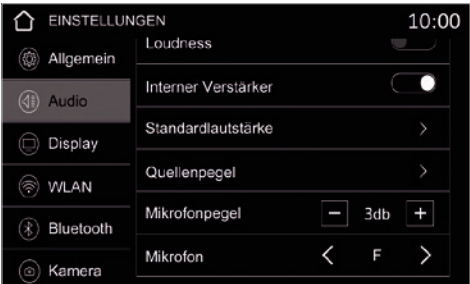 EINSTELLUNGEN 10:00
Allgemein
Audio
Display
WLAN
Bluetooth
Kamera
Loudness
Interner Verstärker
Standardlautstärke
Quellenpegel
Mikrofonpegel − 3db +
Mikrofon < F >